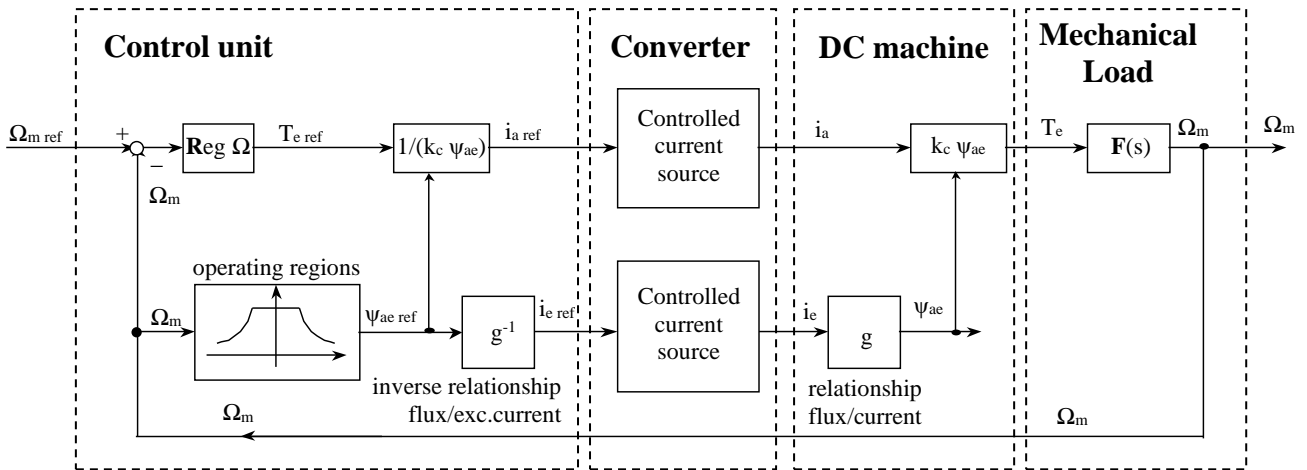 Control unit
Converter
DC machine
Mechanical
Load
Ωm ref
+
−
Ωm
Reg Ω
Te ref
1/(kc ψae)
ia ref
Controlled
current
source
ia
kc ψae
Te
F(s)
Ωm
Ωm
operating regions
Ωm
ψae ref
g-1
ie ref
Controlled
current
source
ie
g
ψae
inverse relationship
flux/exc.current
relationship
flux/current
Ωm
Ωm